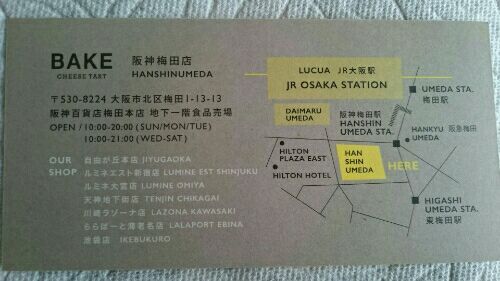 BAKE 阪神梅田店
CHEESE TART HANSHINUMEDA
〒530-8224 大阪市北区梅田1-13-13
阪神百貨店梅田本店 地下一階食品売場
OPEN / 10:00-20:00 (SUN/MON/TUE)
10:00-21:00 (WED-SAT)
OUR SHOP
自由が丘本店 JIYUGAOKA
ルミネエスト新宿店 LUMINE EST SHINJUKU
ルミネ大宮店 LUMINE OMIYA
天神地下街店 TENJIN CHIKAGAI
川崎ラゾーナ店 LAZONA KAWASAKI
ららぽーと海老名店 LALAPORT EBINA
池袋店 IKEBUKURO
LUCUA JR大阪駅
JR OSAKA STATION
UMEDA STA.
梅田駅
DAIMARU
UMEDA
阪神梅田駅
HANSHIN
UMEDA STA.
HANKYU 阪急梅田
UMEDA
HILTON
PLAZA EAST
HILTON HOTEL
HAN
SHIN
UMEDA
HERE
HIGASHI
UMEDA STA.
東梅田駅